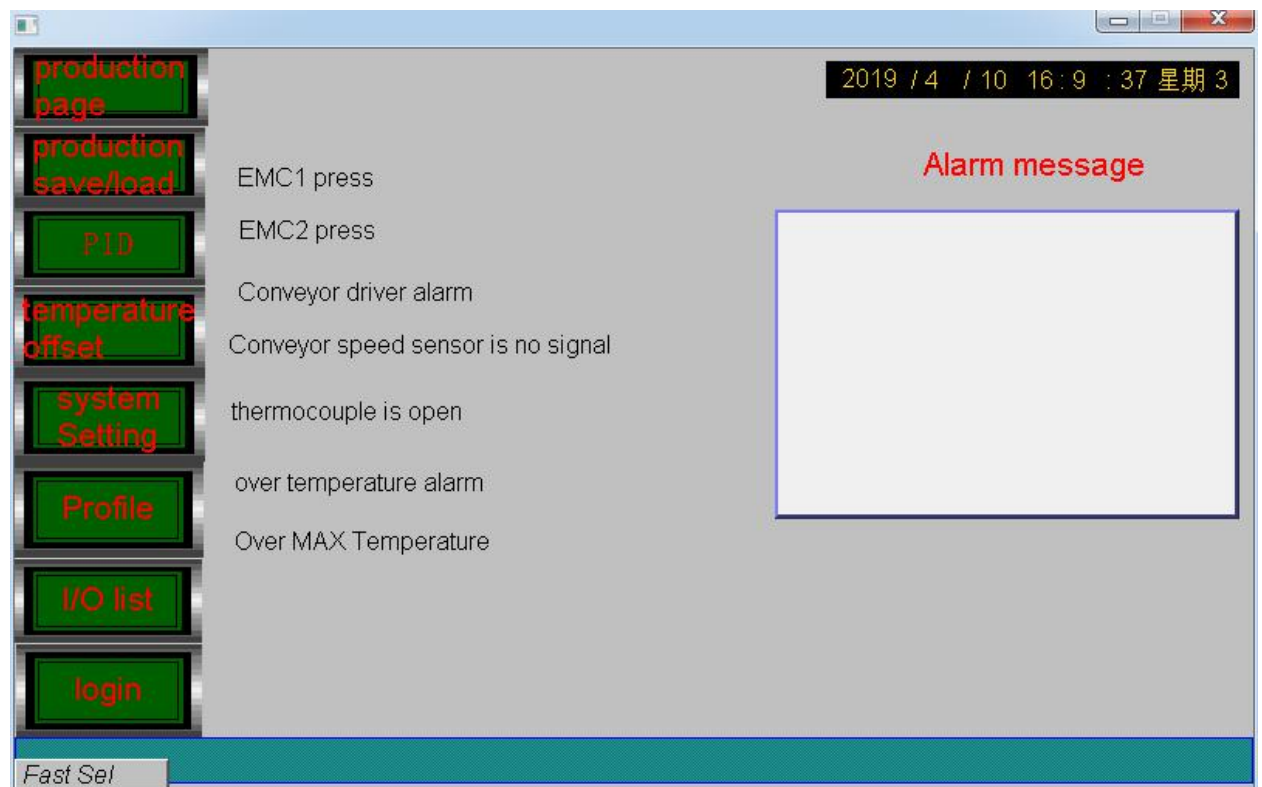 production
page
2019 / 4 / 10 16 : 9 : 37 星期 3
production
save/load
Alarm message
EMC1 press
EMC2 press
PID
Conveyor driver alarm
temperature
offset
Conveyor speed sensor is no signal
system
Setting
thermocouple is open
over temperature alarm
Profile
Over MAX Temperature
I/O list
login
Fast Sel